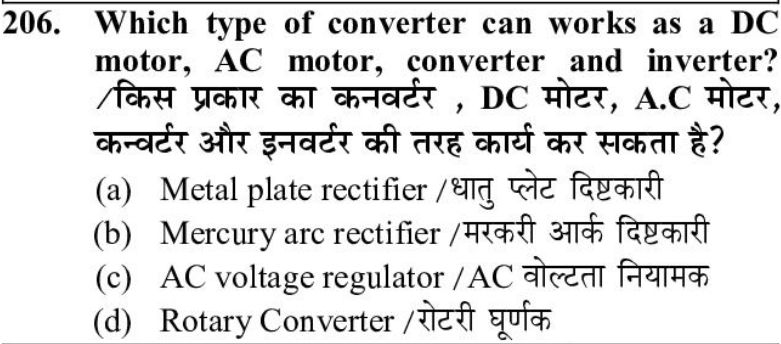 206. Which type of converter can works as a DC
motor, AC motor, converter and inverter?
/किस प्रकार का कनवर्टर , DC मोटर, A.C मोटर,
कन्वर्टर और इनवर्टर की तरह कार्य कर सकता है?
(a) Metal plate rectifier /धातु प्लेट दिष्टकारी
(b) Mercury arc rectifier /मरकरी आर्क दिष्टकारी
(c) AC voltage regulator /AC वोल्टता नियामक
(d) Rotary Converter /रोटरी घूर्णक